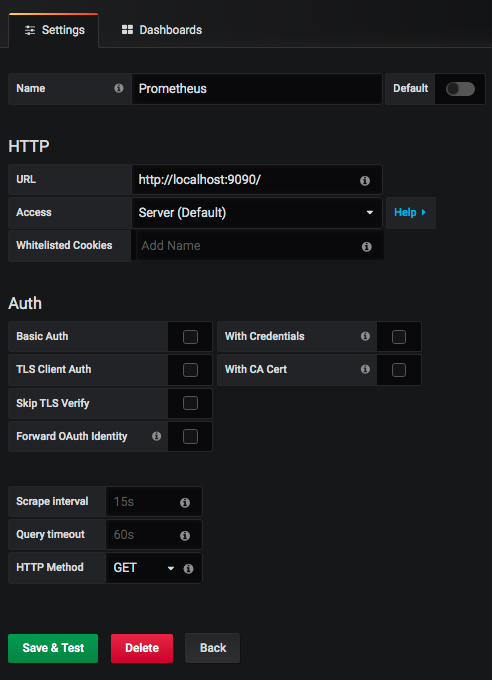 Settings Dashboards
Name Prometheus Default
HTTP
URL http://localhost:9090/
Access Server (Default) Help
Whitelisted Cookies Add Name
Auth
Basic Auth With Credentials
TLS Client Auth With CA Cert
Skip TLS Verify
Forward OAuth Identity
Scrape interval 15s
Query timeout 60s
HTTP Method GET
Save & Test Delete Back